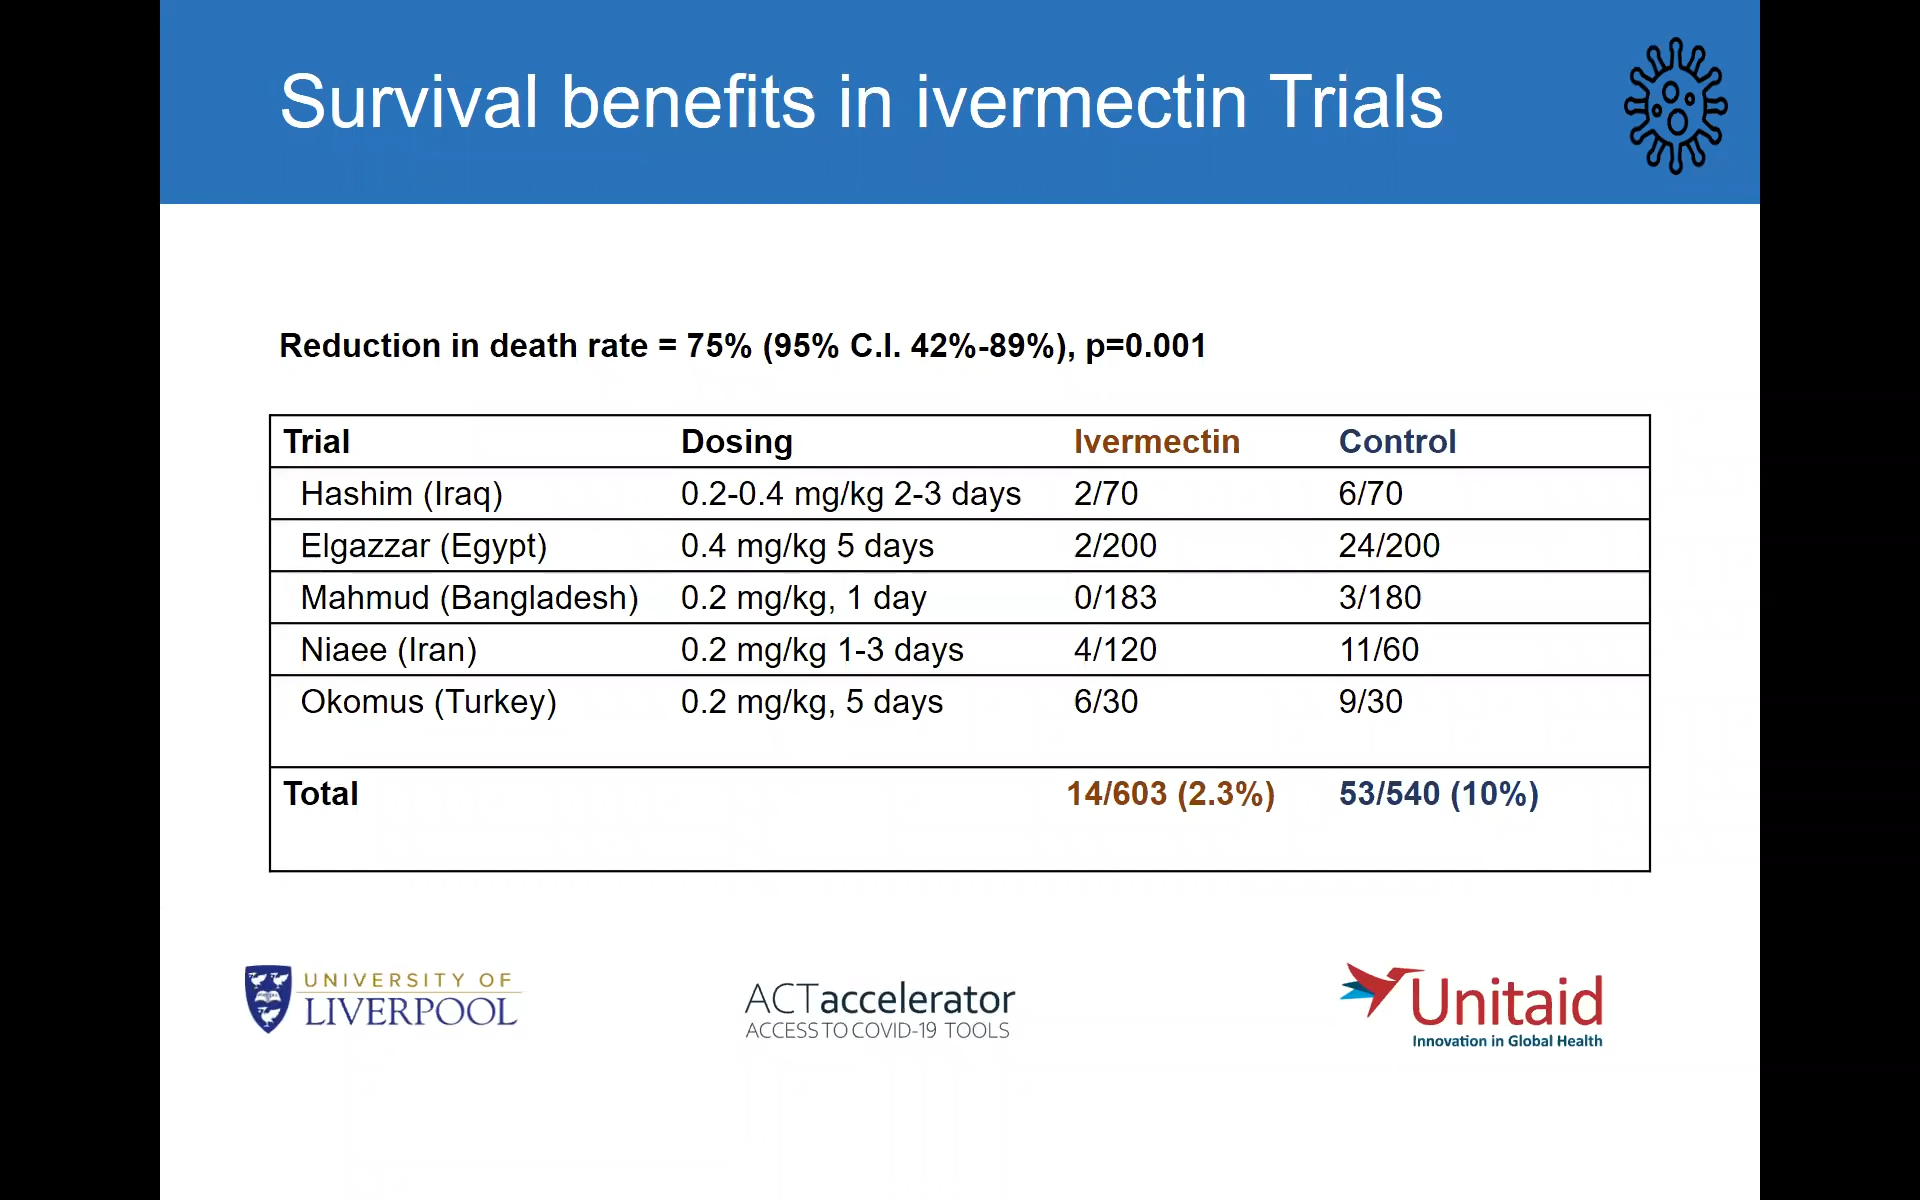 Survival benefits in ivermectin Trials
Reduction in death rate = 75% (95% C.I. 42%-89%), p=0.001
Trial Dosing Ivermectin Control
Hashim (Iraq) 0.2-0.4 mg/kg 2-3 days 2/70 6/70
Elgazzar (Egypt) 0.4 mg/kg 5 days 2/200 24/200
Mahmud (Bangladesh) 0.2 mg/kg, 1 day 0/183 3/180
Niaee (Iran) 0.2 mg/kg 1-3 days 4/120 11/60
Okomus (Turkey) 0.2 mg/kg, 5 days 6/30 9/30
Total 14/603 (2.3%) 53/540 (10%)
UNIVERSITY OF
LIVERPOOL
ACTaccelerator
ACCESS TO COVID-19 TOOLS
Unitaid
Innovation in Global Health